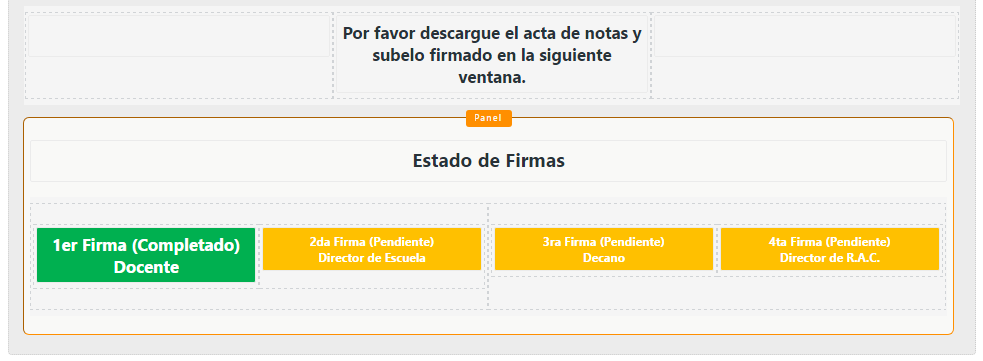 Por favor descargue el acta de notas y
subelo firmado en la siguiente
ventana.
Panel
Estado de Firmas
1er Firma (Completado)
Docente
2da Firma (Pendiente)
Director de Escuela
3ra Firma (Pendiente)
Decano
4ta Firma (Pendiente)
Director de R.A.C.